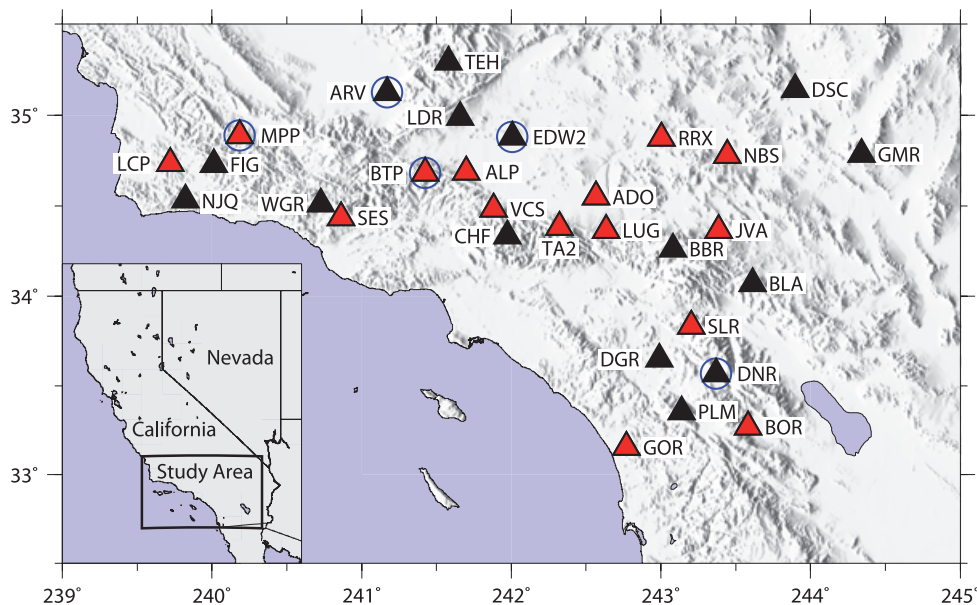 TEH
ARV
DSC
35°
LDR
MPP
EDW2
RRX
NBS
GMR
LCP
FIG
BTP
ALP
NJQ
WGR
ADO
SES
VCS
CHF
TA2
LUG
JVA
BBR
34°
BLA
SLR
DGR
DNR
Nevada
California
PLM
BOR
GOR
Study Area
33°
239°
240°
241°
242°
243°
244°
245°